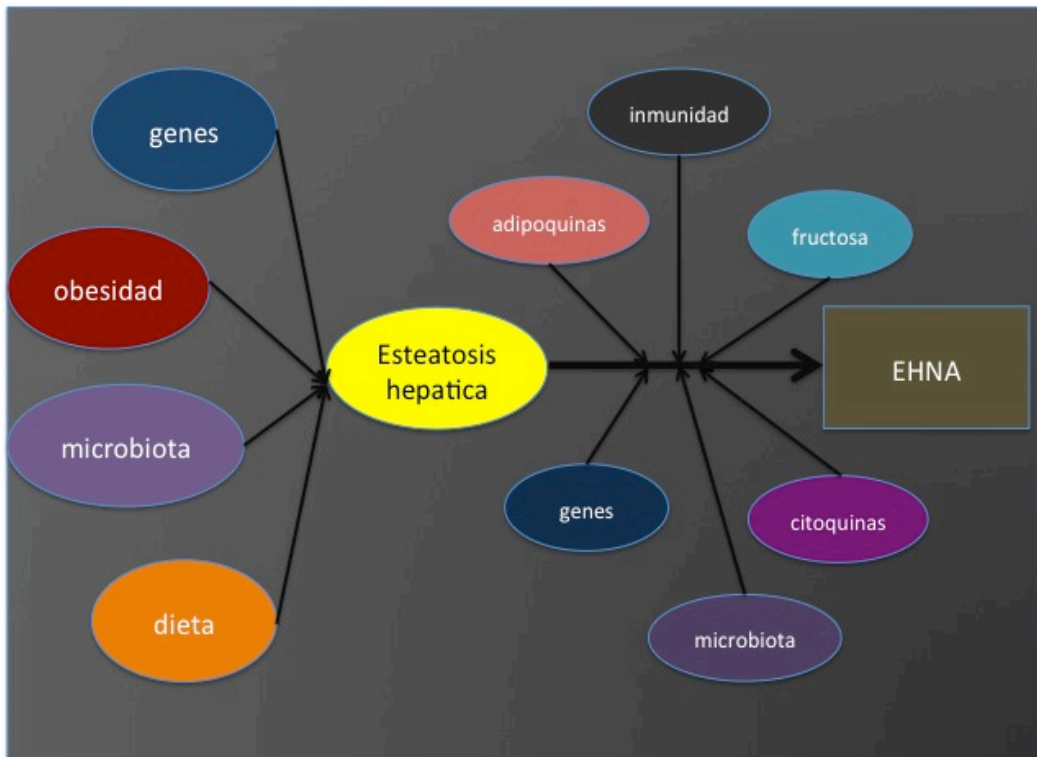 genes
obesidad
microbiota
dieta
Esteatosis
hepatica
inmunidad
adipoquinas
fructosa
genes
citoquinas
microbiota
EHNA